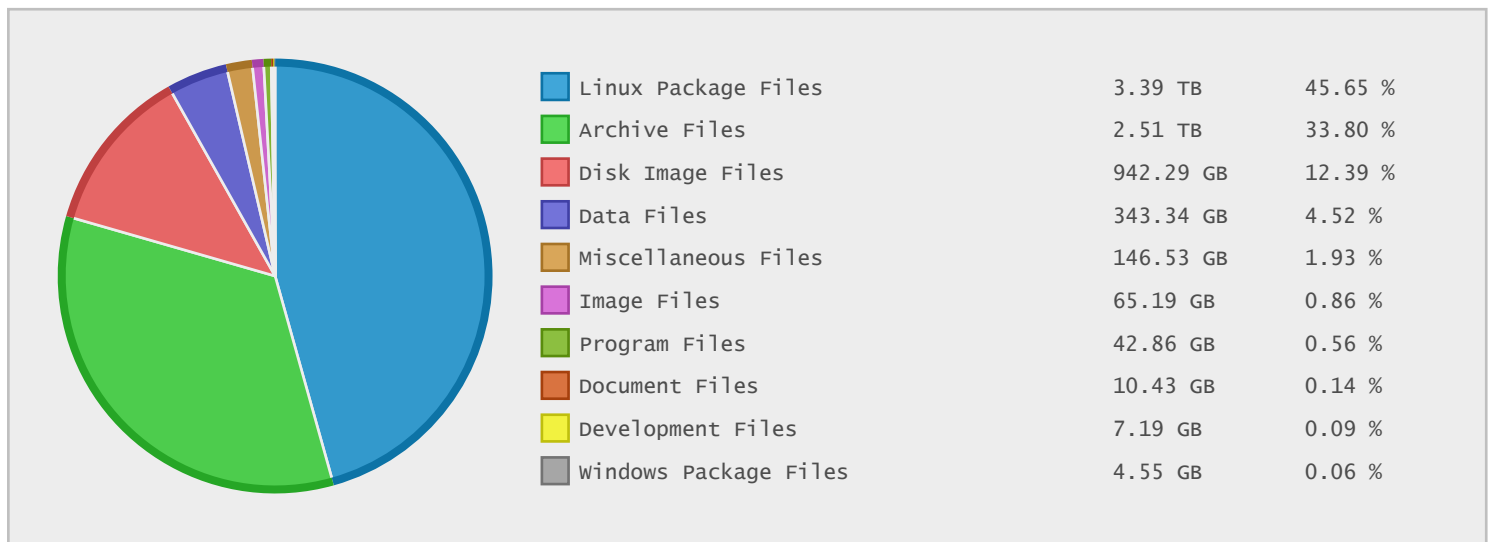 Linux Package Files 3.39 TB 45.65 %
Archive Files 2.51 TB 33.80 %
Disk Image Files 942.29 GB 12.39 %
Data Files 343.34 GB 4.52 %
Miscellaneous Files 146.53 GB 1.93 %
Image Files 65.19 GB 0.86 %
Program Files 42.86 GB 0.56 %
Document Files 10.43 GB 0.14 %
Development Files 7.19 GB 0.09 %
Windows Package Files 4.55 GB 0.06 %